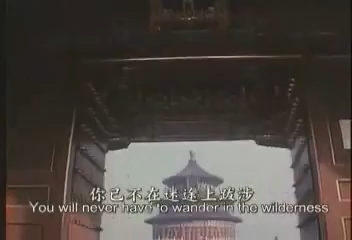 你已不在迷途上跋涉
You will never have to wander in the wilderness